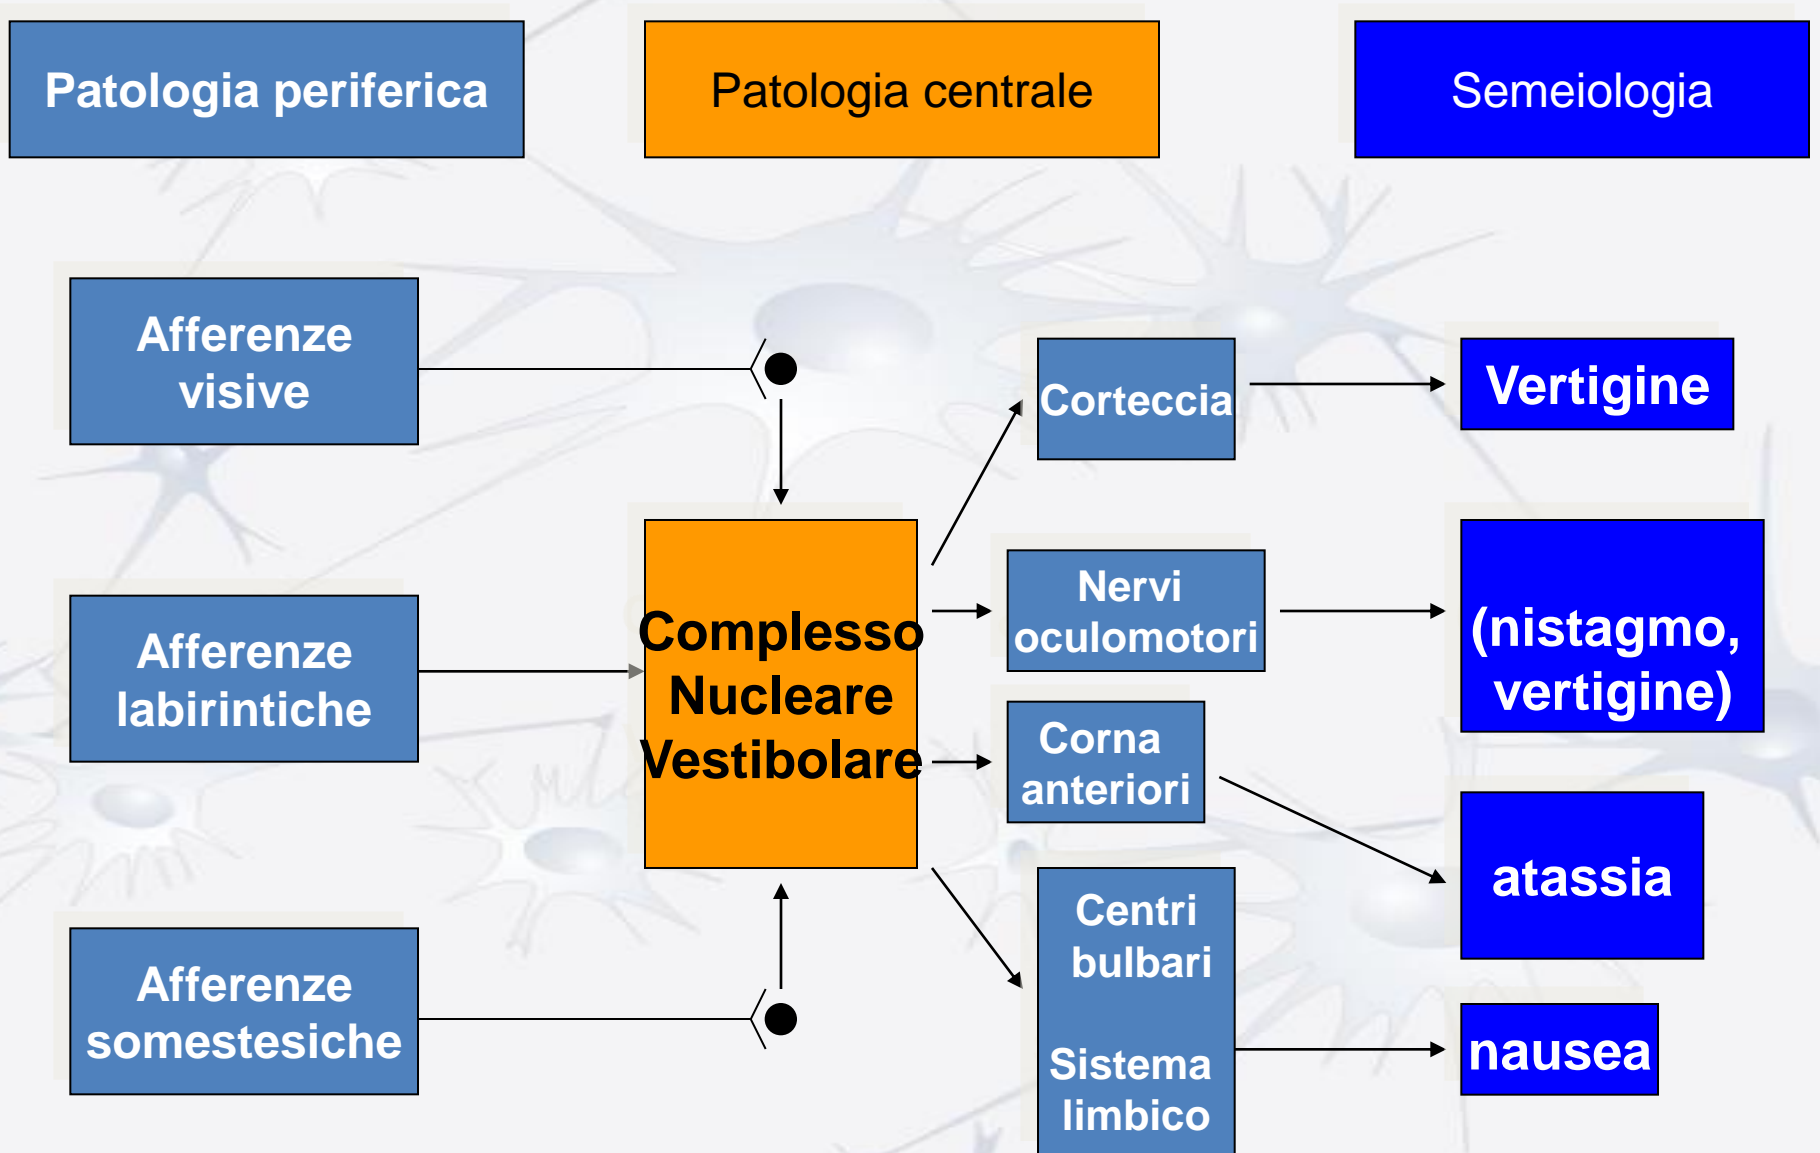 Patologia periferica
Patologia centrale
Semeiologia
Afferenze
visive
Corteccia
Vertigine
Afferenze
labirintiche
Complesso
Nucleare
Vestibolare
Nervi
oculomotori
(nistagmo,
vertigine)
Corna
anteriori
atassia
Afferenze
somestesiche
Centri
bulbari
Sistema
limbico
nausea